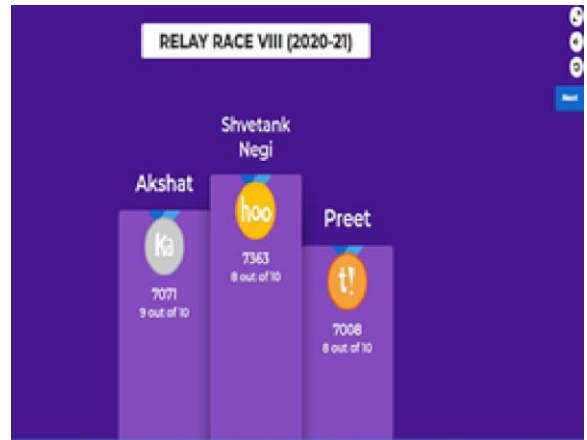 RELAY RACE VIII (2020-21)
Next
Shvetank
Negi
Akshat
hoo
Preet
Ka
7363
8 out of 10
t!
7071
9 out of 10
7008
8 out of 10